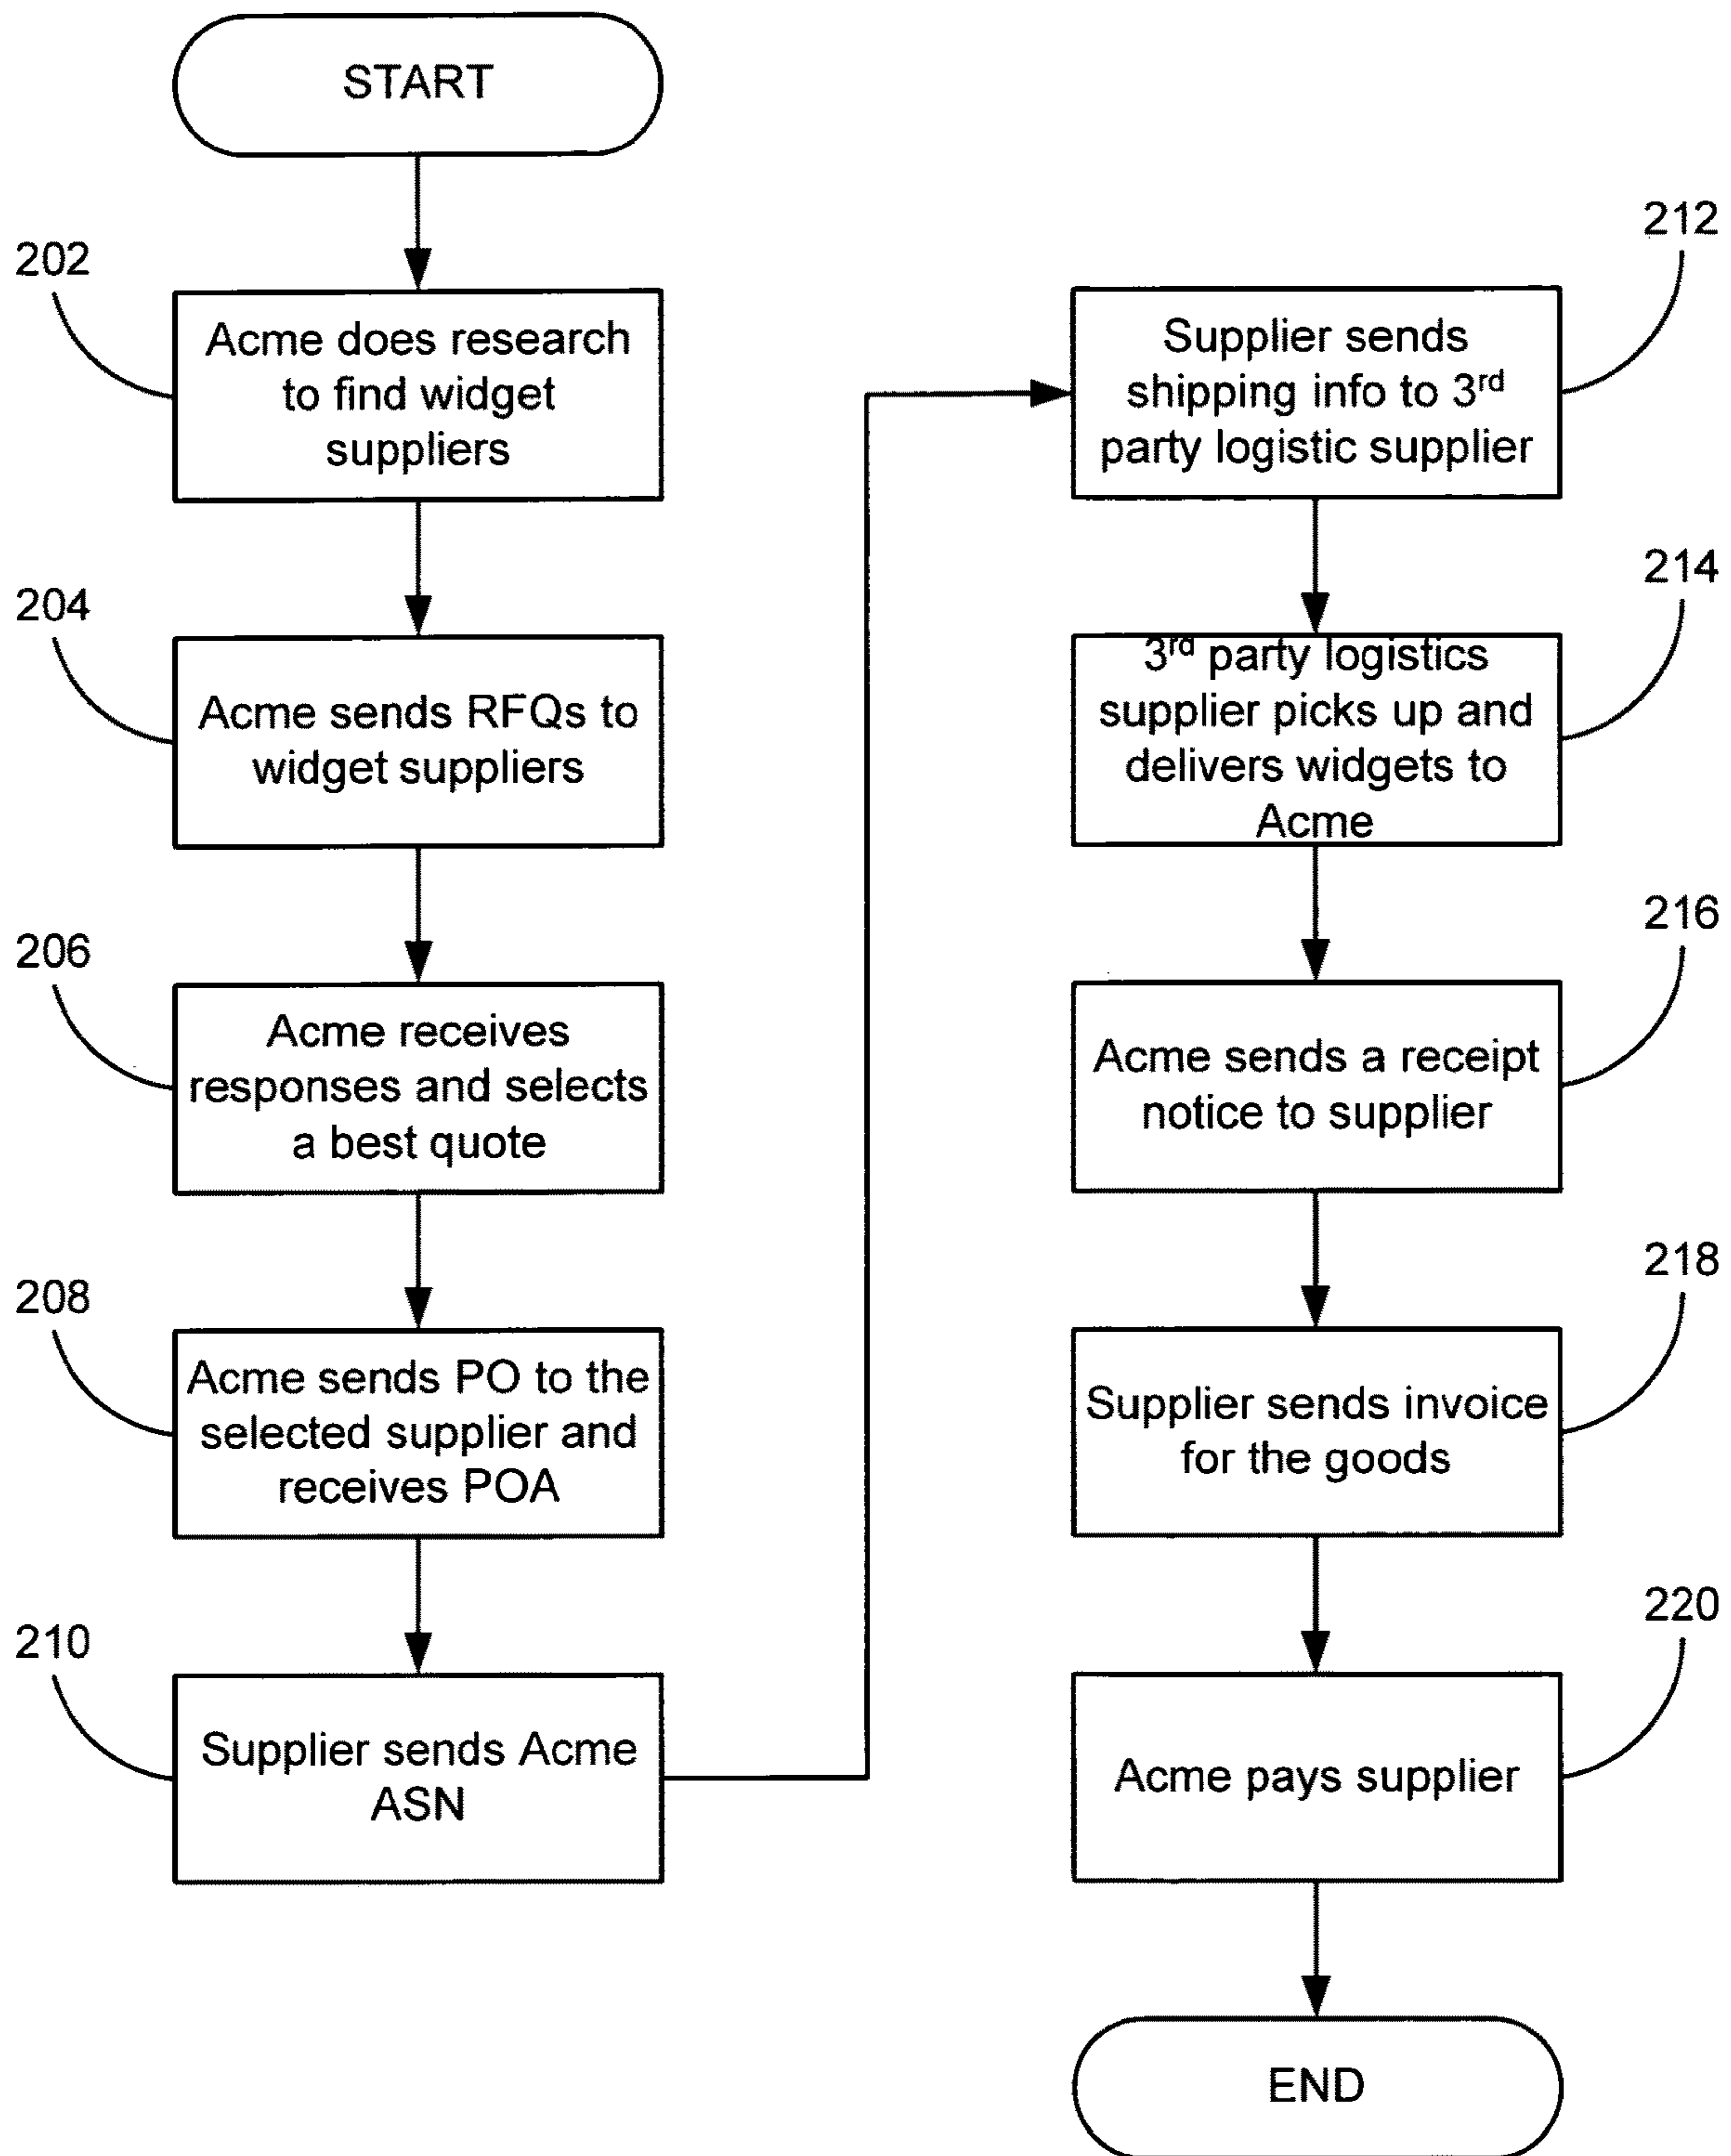 START
202
Acme does research
to find widget
suppliers
204
Acme sends RFQs to
widget suppliers
206
Acme receives
responses and selects
a best quote
208
Acme sends PO to the
selected supplier and
receives POA
210
Supplier sends Acme
ASN
212
Supplier sends
shipping info to 3rd
party logistic supplier
214
3rd party logistics
supplier picks up and
delivers widgets to
Acme
216
Acme sends a receipt
notice to supplier
218
Supplier sends invoice
for the goods
220
Acme pays supplier
END